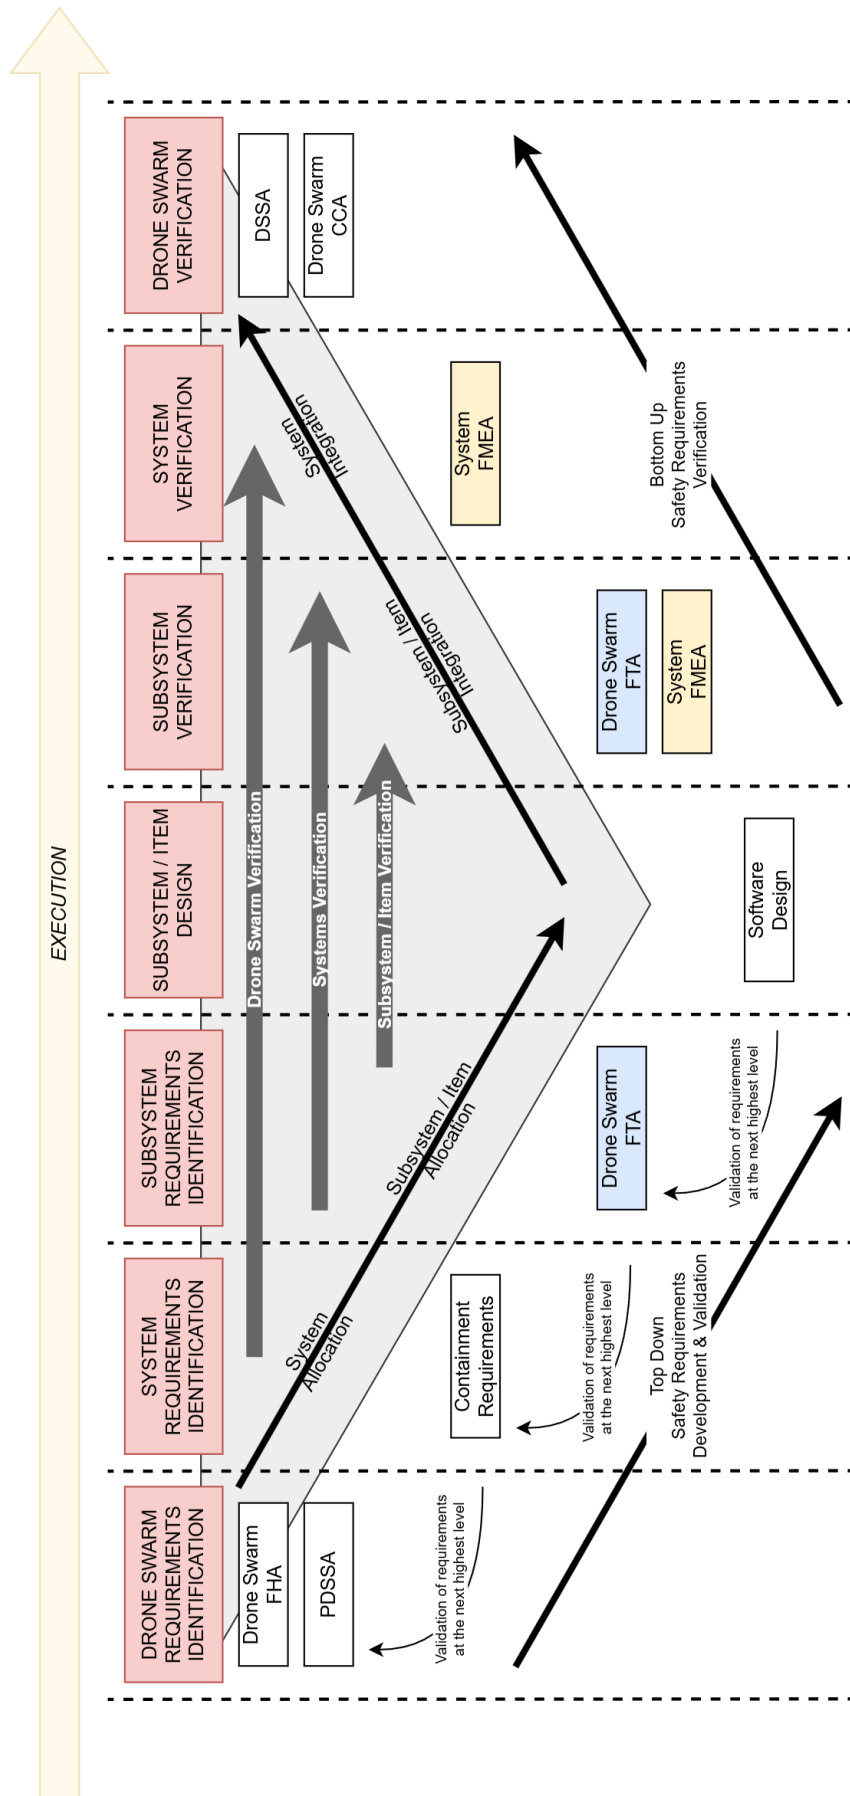 EXECUTION
DRONE SWARM
REQUIREMENTS
IDENTIFICATION
SYSTEM
REQUIREMENTS
IDENTIFICATION
SUBSYSTEM
REQUIREMENTS
IDENTIFICATION
SUBSYSTEM / ITEM
DESIGN
SUBSYSTEM
VERIFICATION
SYSTEM
VERIFICATION
DRONE SWARM
VERIFICATION
Drone Swarm
FHA
PDSSA
Validation of requirements
at the next highest level
System
Allocation
Containment
Requirements
Validation of requirements
at the next highest level
Top Down
Safety Requirements
Development & Validation
Subsystem / Item
Allocation
Drone Swarm
FTA
Validation of requirements
at the next highest level
Drone Swarm Verification
Systems Verification
Subsystem / Item Verification
Software
Design
Subsystem / Item
Integration
Drone Swarm
FTA
System
FMEA
System
Integration
System
FMEA
Bottom Up
Safety Requirements
Verification
DSSA
Drone Swarm
CCA